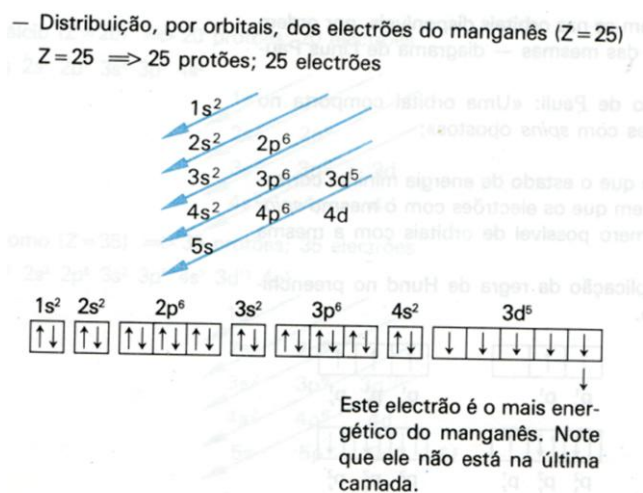 — Distribuição, por orbitais, dos electrões do manganês (Z=25)
Z=25 ⟹ 25 protões; 25 electrões
1s²
2s² 2p⁶
3s² 3p⁶ 3d⁵
4s² 4p⁶ 4d
5s
1s² 2s² 2p⁶ 3s² 3p⁶ 4s² 3d⁵
↑↓ ↑↓ ↑↓ ↑↓ ↑↓ ↑↓ ↑↓ ↑↓ ↑↓ ↑↓ ↓ ↓ ↓ ↓ ↓
↓
Este electrão é o mais ener-
gético do manganês. Note
que ele não está na última
camada.